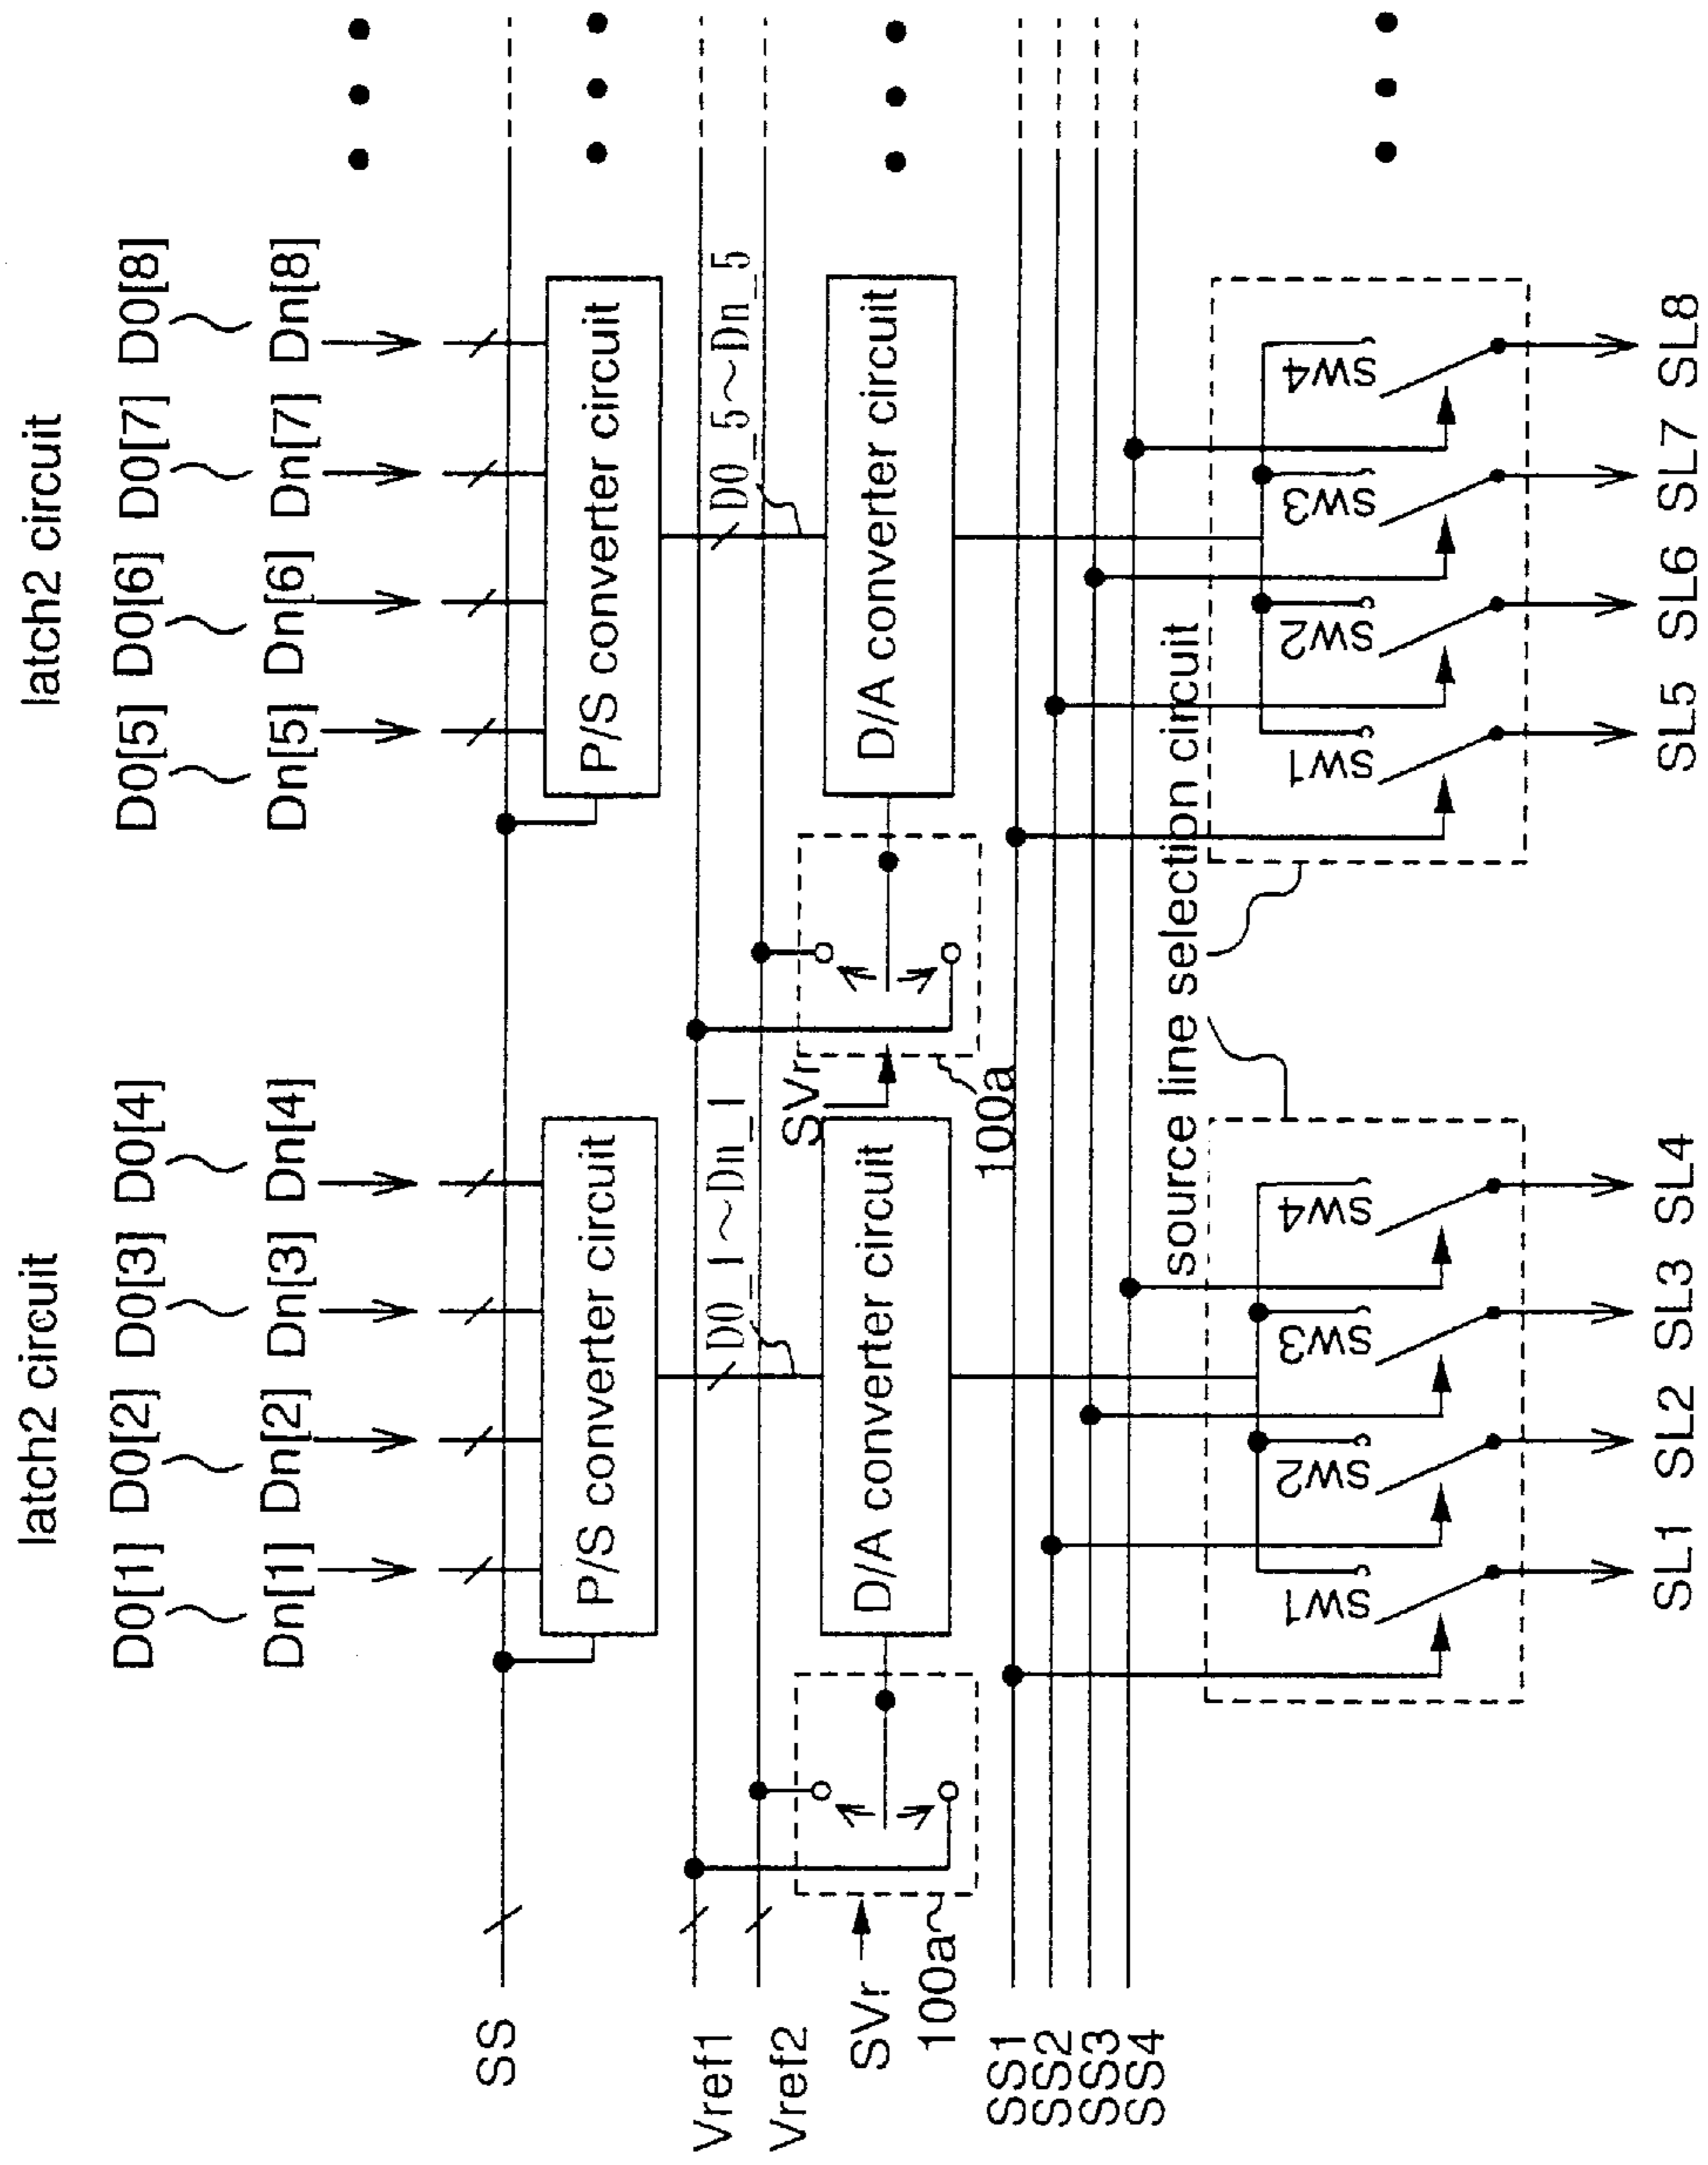 latch2 circuit
latch2 circuit
D0[1] D0[2] D0[3] D0[4]
D0[5] D0[6] D0[7] D0[8]
Dn[1] Dn[2] Dn[3] Dn[4]
Dn[5] Dn[6] Dn[7] Dn[8]
SS
P/S converter circuit
P/S converter circuit
Vref1
D0_1~Dn_1
D0_5~Dn_5
Vref2
SVr
SVr
D/A converter circuit
D/A converter circuit
100a
100a
SS1
SS2
SS3
SS4
source line selection circuit
SW1 SW2 SW3 SW4
SW1 SW2 SW3 SW4
SL1 SL2 SL3 SL4
SL5 SL6 SL7 SL8